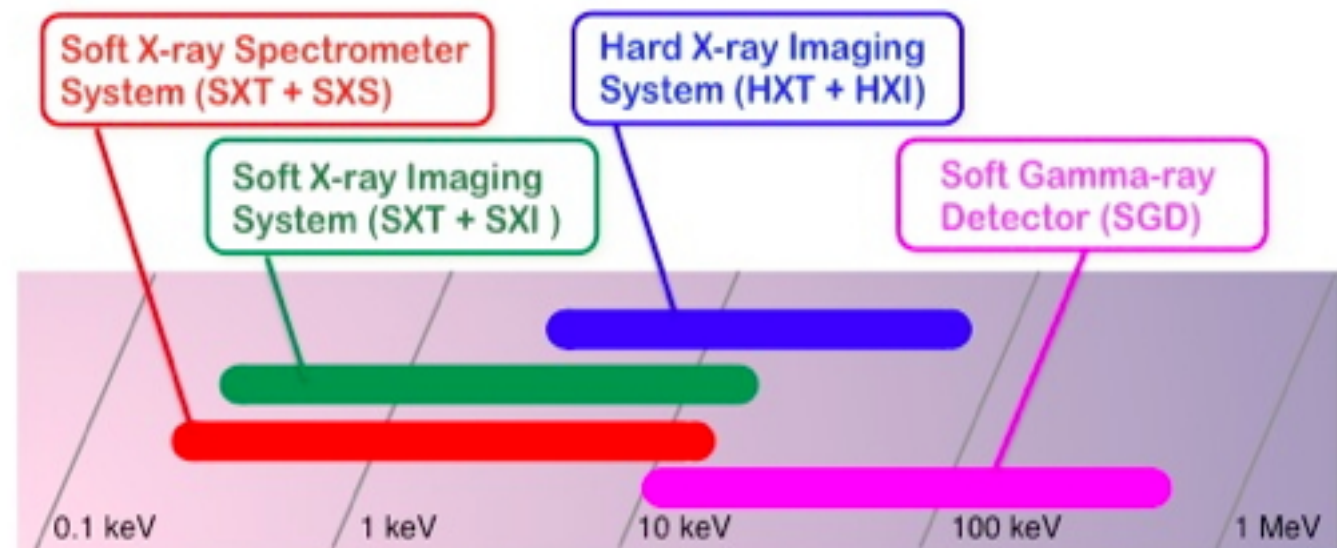 Soft X-ray Spectrometer
System (SXT + SXS)
Hard X-ray Imaging
System (HXT + HXI)
Soft X-ray Imaging
System (SXT + SXI )
Soft Gamma-ray
Detector (SGD)
0.1 keV
1 keV
10 keV
100 keV
1 MeV